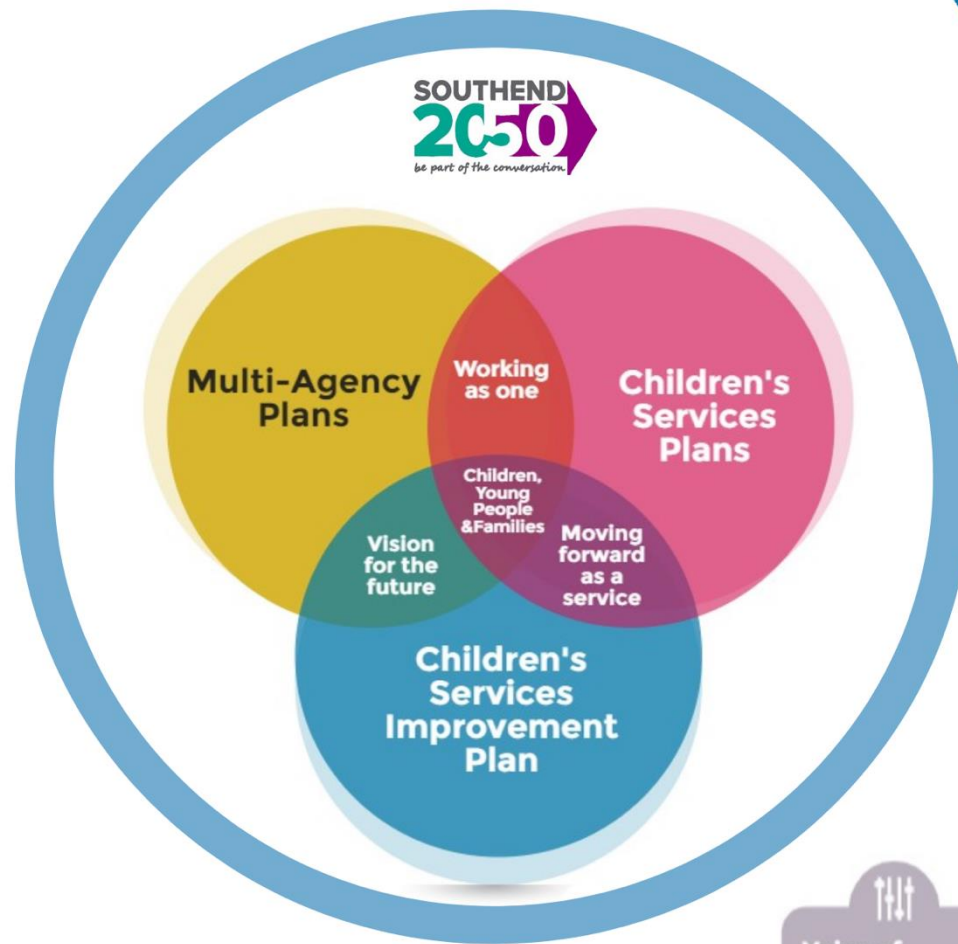 SOUTHEND
2050
be part of the conversation
Multi-Agency
Plans
Working
as one
Children's
Services
Plans
Children,
Young
People
&Families
Vision
for the
future
Moving
forward
as a
service
Children's
Services
Improvement
Plan